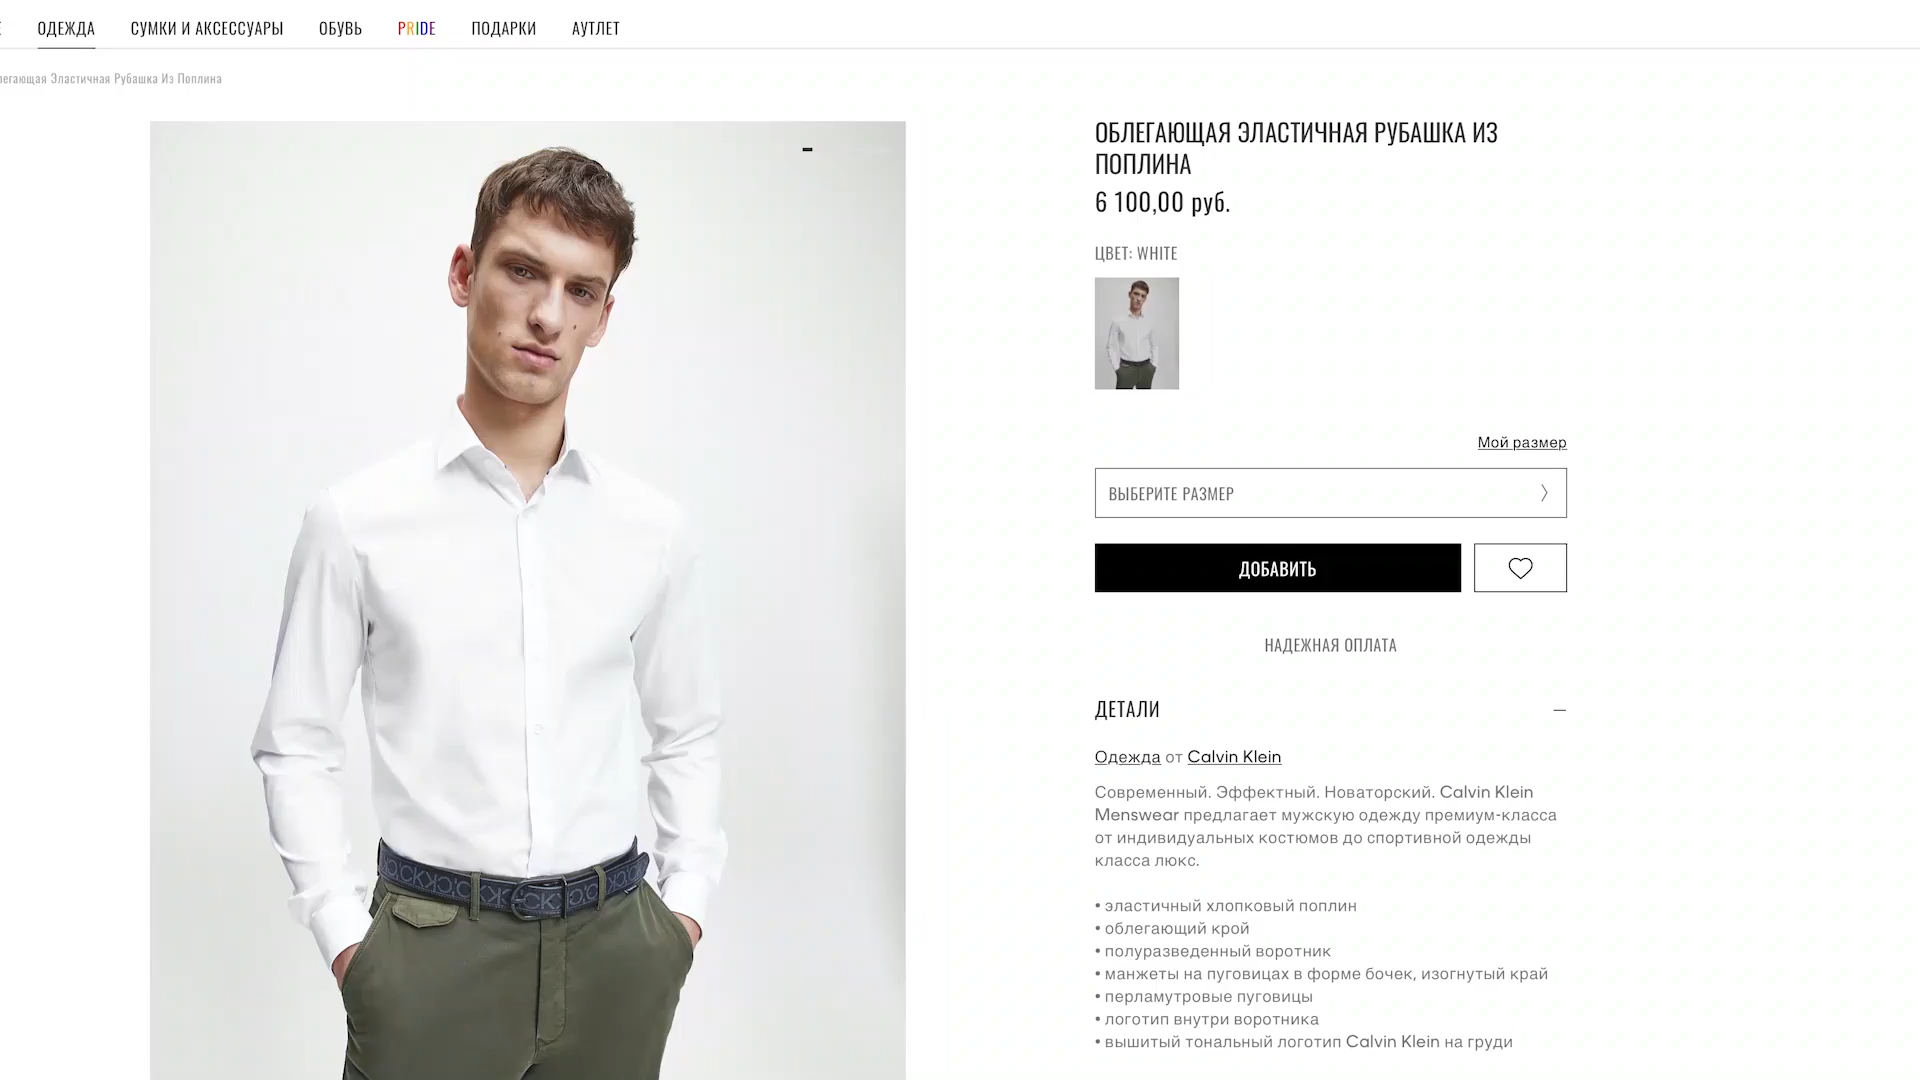 ОДЕЖДА СУМКИ И АКСЕССУАРЫ ОБУВЬ PRIDE ПОДАРКИ АУТЛЕТ
Эластичная Рубашка Из Поплина
ОБЛЕГАЮЩАЯ ЭЛАСТИЧНАЯ РУБАШКА ИЗ
ПОПЛИНА
6 100,00 руб.
ЦВЕТ: WHITE
Мой размер
ВЫБЕРИТЕ РАЗМЕР
ДОБАВИТЬ
НАДЕЖНАЯ ОПЛАТА
ДЕТАЛИ
Одежда от Calvin Klein
Современный. Эффектный. Новаторский. Calvin Klein
Menswear предлагает мужскую одежду премиум-класса
от индивидуальных костюмов до спортивной одежды
класса люкс.
• эластичный хлопковый поплин
• облегающий крой
• полуразведенный воротник
• манжеты на пуговицах в форме бочек, изогнутый край
• перламутровые пуговицы
• логотип внутри воротника
• вышитый тональный логотип Calvin Klein на груди